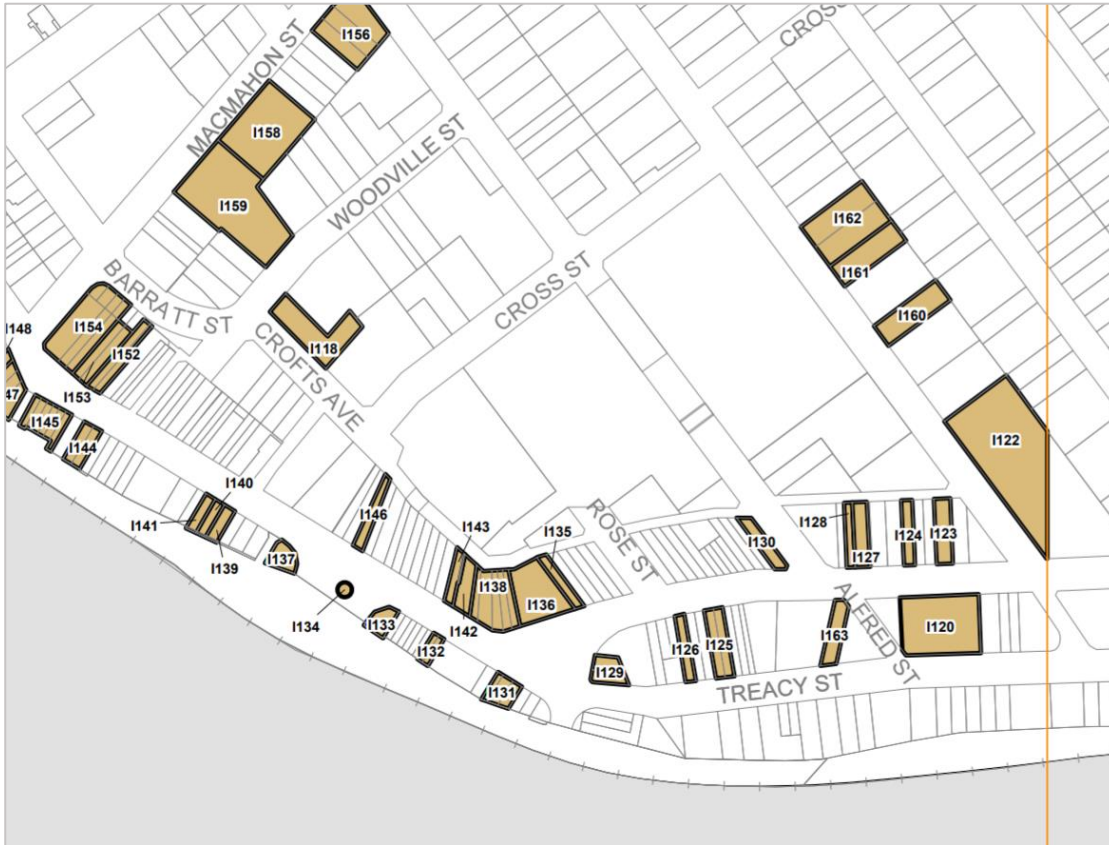 CROSS
I156
MACMAHON ST
I158
WOODVILLE ST
I159
I162
I161
CROSS ST
BARRATT ST
I160
I148
I154
I152
I118
CROFTS AVE
I153
47
I145
I144
I122
I140
I146
I143
I135
ROSE ST
I128
I141
I139
I137
I130
I127
I124
I123
I138
I134
I136
ALFRED ST
I133
I142
I163
I120
I132
I126
I125
I129
I131
TREACY ST